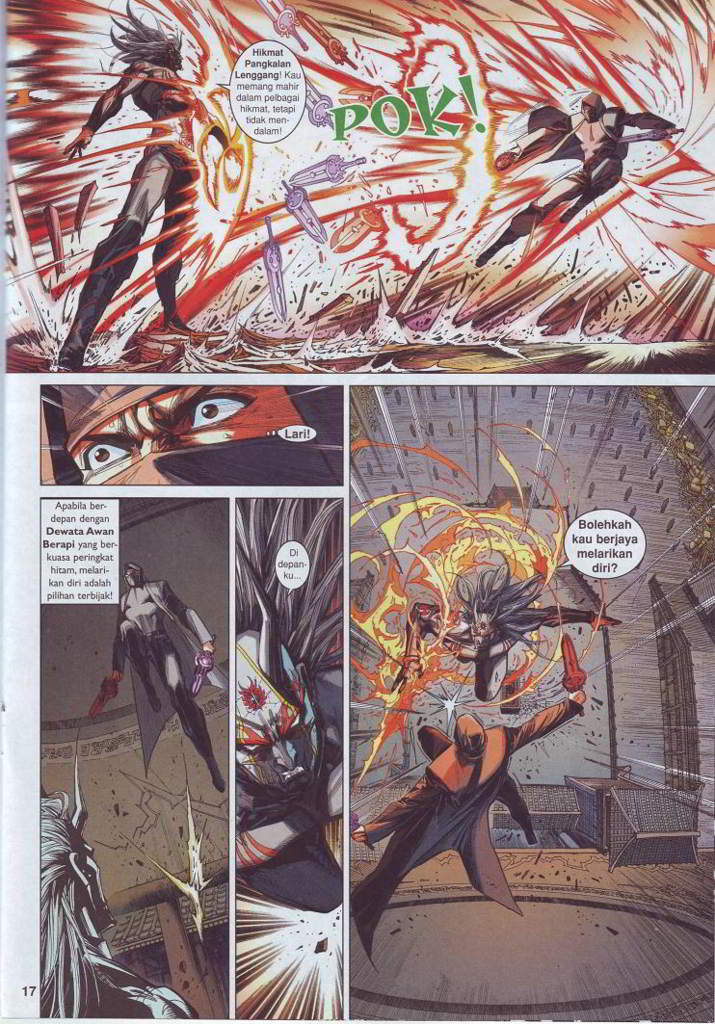 Hikmat
Pangkalan
Lenggang! Kau
memang mahir
dalam pelbagai
hikmat, tetapi
tidak men-
dalam!
POK!
Lari!
Apabila ber-
depan dengan
Dewata Awan
Berapi yang ber-
kuasa peringkat
hitam, melari-
kan diri adalah
pilihan terbijak!
Di
depan-
ku...
Bolehkah
kau berjaya
melarikan
diri?
17